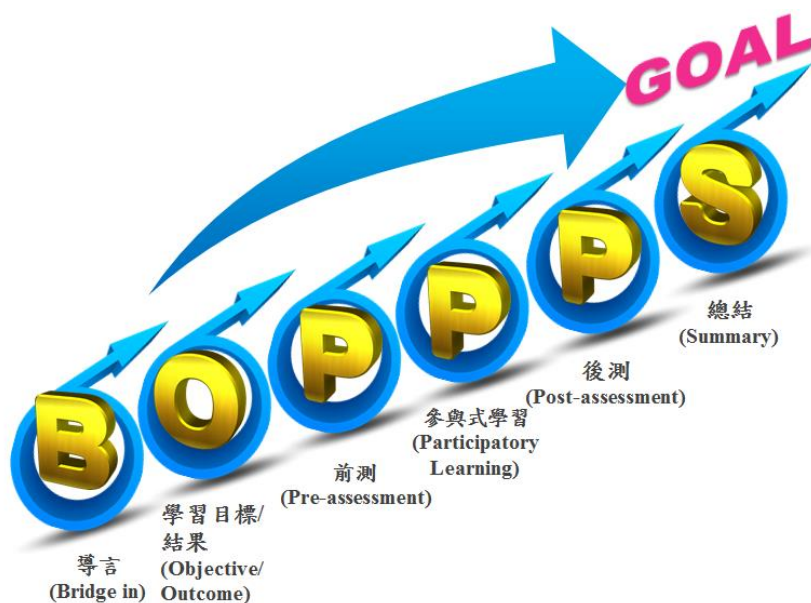 GOAL
B
O
P
P
P
S
導言
(Bridge in)
學習目標/
結果
(Objective/
Outcome)
前測
(Pre-assessment)
參與式學習
(Participatory
Learning)
後測
(Post-assessment)
總結
(Summary)